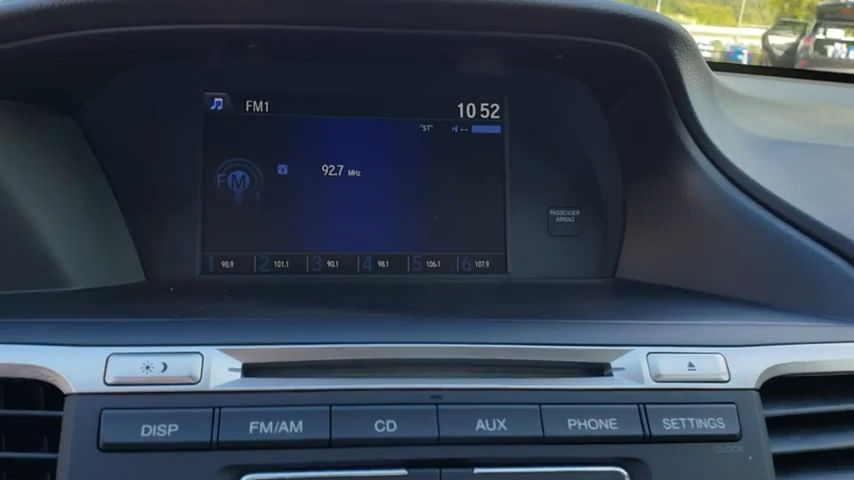 FM1 10 52
"ST" --
FM 1 92.7 MHz
PASSENGER
AIRBAG
1 98.9 2 101.1 3 90.1 4 98.1 5 106.1 6 107.9
DISP FM/AM CD AUX PHONE SETTINGS